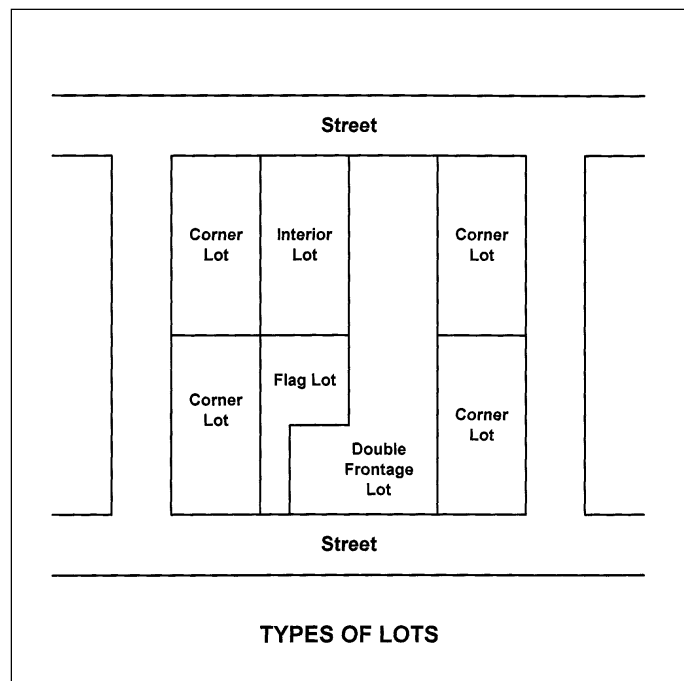 Street
Corner
Lot
Interior
Lot
Corner
Lot
Flag Lot
Corner
Lot
Corner
Lot
Double
Frontage
Lot
Street
TYPES OF LOTS